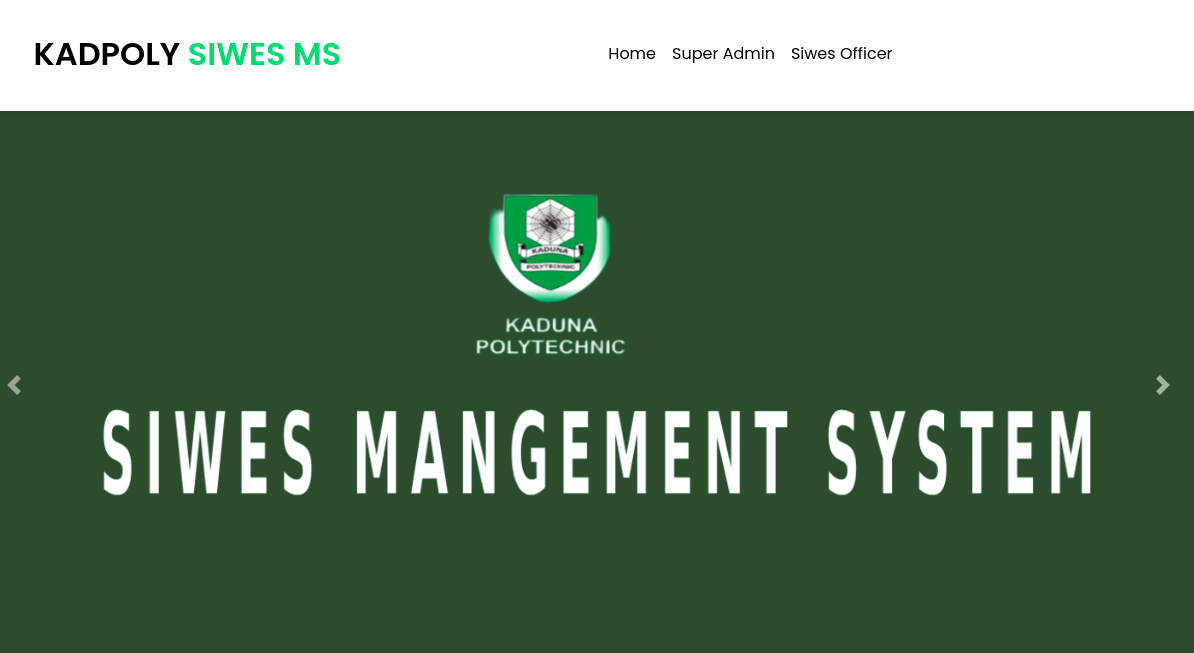 KADPOLY SIWES MS
Home Super Admin Siwes Officer
KADUNA
POLYTECHNIC
KADUNA
POLYTECHNIC
SIWES MANGEMENT SYSTEM